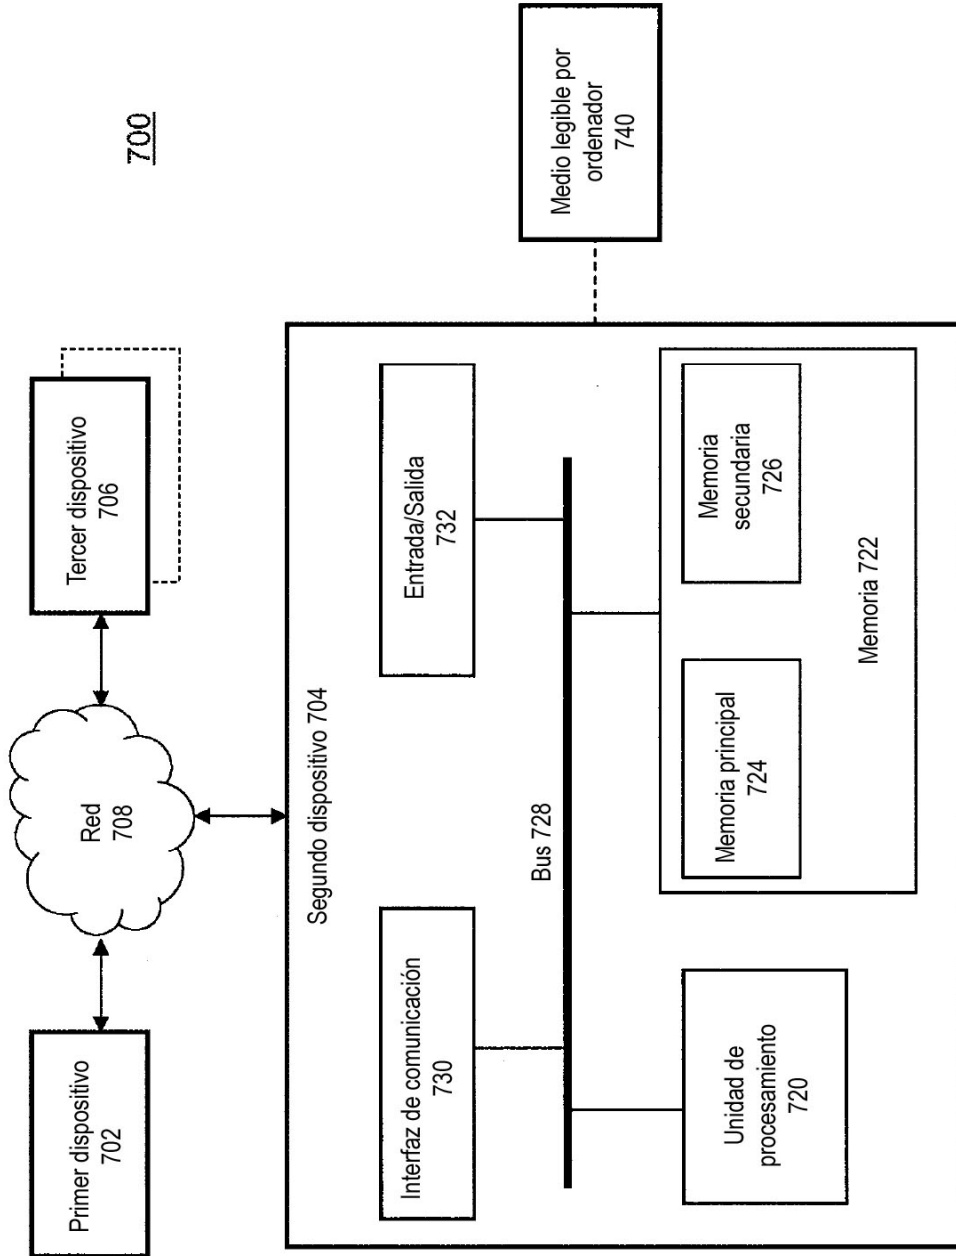 700
Primer dispositivo
702
Red
708
Tercer dispositivo
706
Segundo dispositivo 704
Interfaz de comunicación
730
Entrada/Salida
732
Bus 728
Unidad de
procesamiento
720
Memoria principal
724
Memoria
secundaria
726
Memoria 722
Medio legible por
ordenador
740